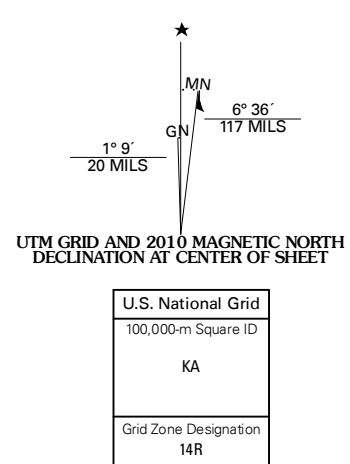 ★
MN
GN
6° 36´
117 MILS
1° 9´
20 MILS
UTM GRID AND 2010 MAGNETIC NORTH
DECLINATION AT CENTER OF SHEET
U.S. National Grid
100,000-m Square ID
KA
Grid Zone Designation
14R